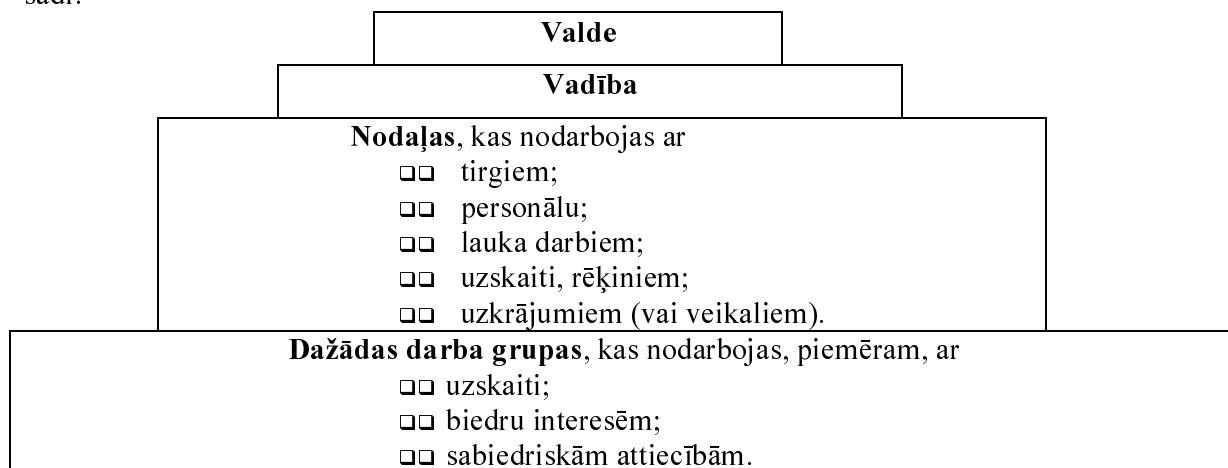 Valde
Vadība
Nodaļas, kas nodarbojas ar
❑❑ tirgiem;
❑❑ personālu;
❑❑ lauka darbiem;
❑❑ uzskaiti, rēķiniem;
❑❑ uzkrājumiem (vai veikaliem).
Dažādas darba grupas, kas nodarbojas, piemēram, ar
❑❑ uzskaiti;
❑❑ biedru interesēm;
❑❑ sabiedriskām attiecībām.